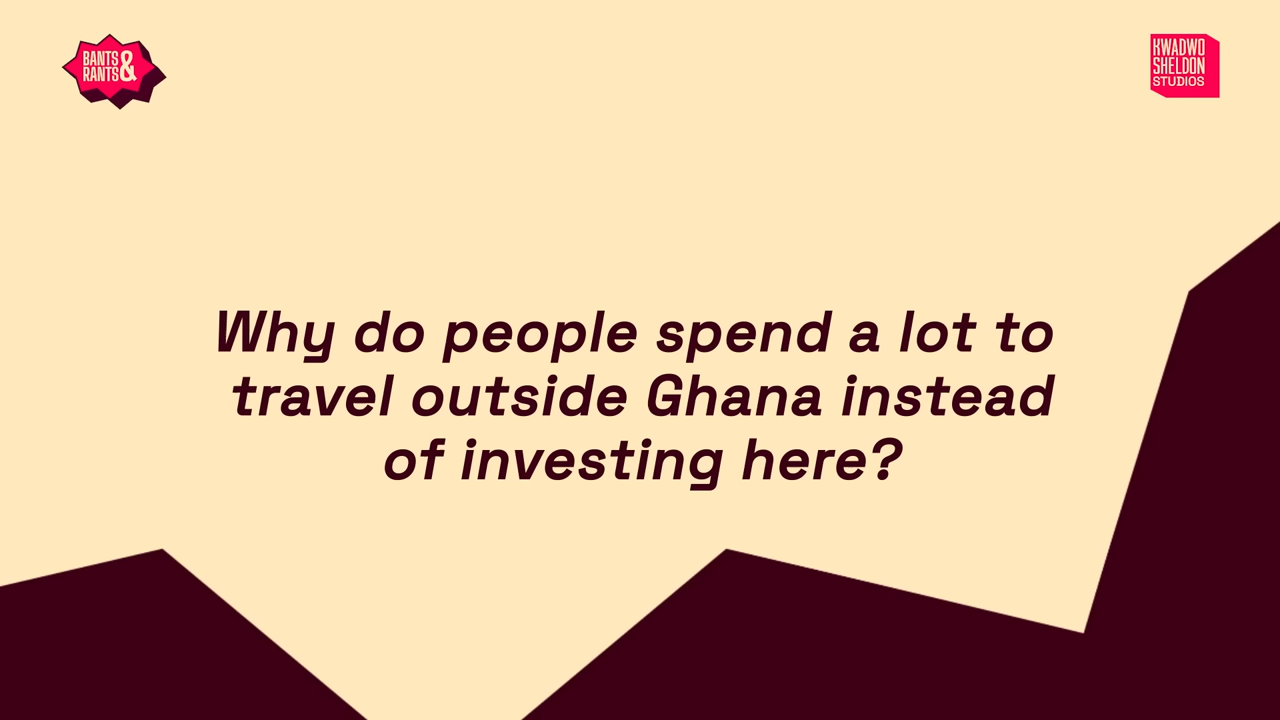 BANTS &
RANTS
KWADWO
SHELDON
STUDIOS
Why do people spend a lot to
travel outside Ghana instead
of investing here?